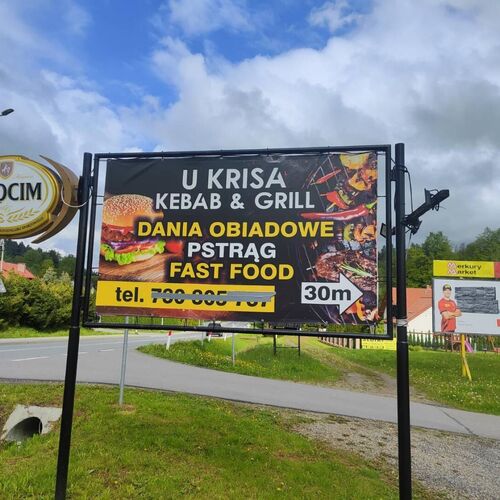 U KRISA
KEBAB & GRILL
DANIA OBIADOWE
PSTRĄG
FAST FOOD
tel.
30m
OCIM
Merkury
Market